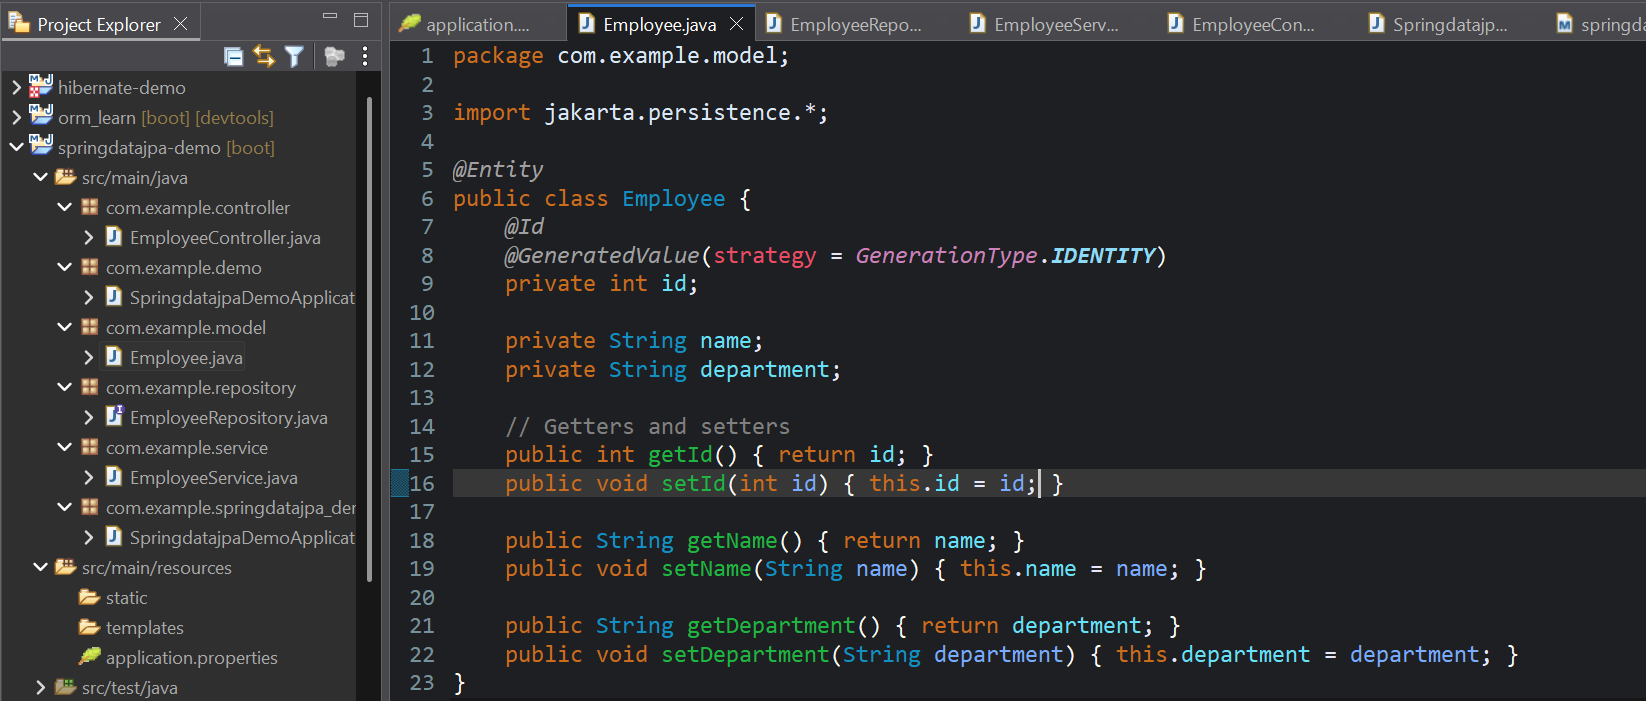 Project Explorer
hibernate-demo
orm_learn [boot] [devtools]
springdatajpa-demo [boot]
src/main/java
com.example.controller
EmployeeController.java
com.example.demo
SpringdatajpaDemoApplicat
com.example.model
Employee.java
com.example.repository
EmployeeRepository.java
com.example.service
EmployeeService.java
com.example.springdatajpa_der
SpringdatajpaDemoApplicat
src/main/resources
static
templates
application.properties
src/test/java
application.... Employee.java EmployeeRepo... EmployeeServ... EmployeeCon... Springdatajp... springda
1 package com.example.model;
2
3 import jakarta.persistence.*;
4
5 @Entity
6 public class Employee {
7 @Id
8 @GeneratedValue(strategy = GenerationType.IDENTITY)
9 private int id;
10
11 private String name;
12 private String department;
13
14 // Getters and setters
15 public int getId() { return id; }
16 public void setId(int id) { this.id = id; }
17
18 public String getName() { return name; }
19 public void setName(String name) { this.name = name; }
20
21 public String getDepartment() { return department; }
22 public void setDepartment(String department) { this.department = department; }
23 }